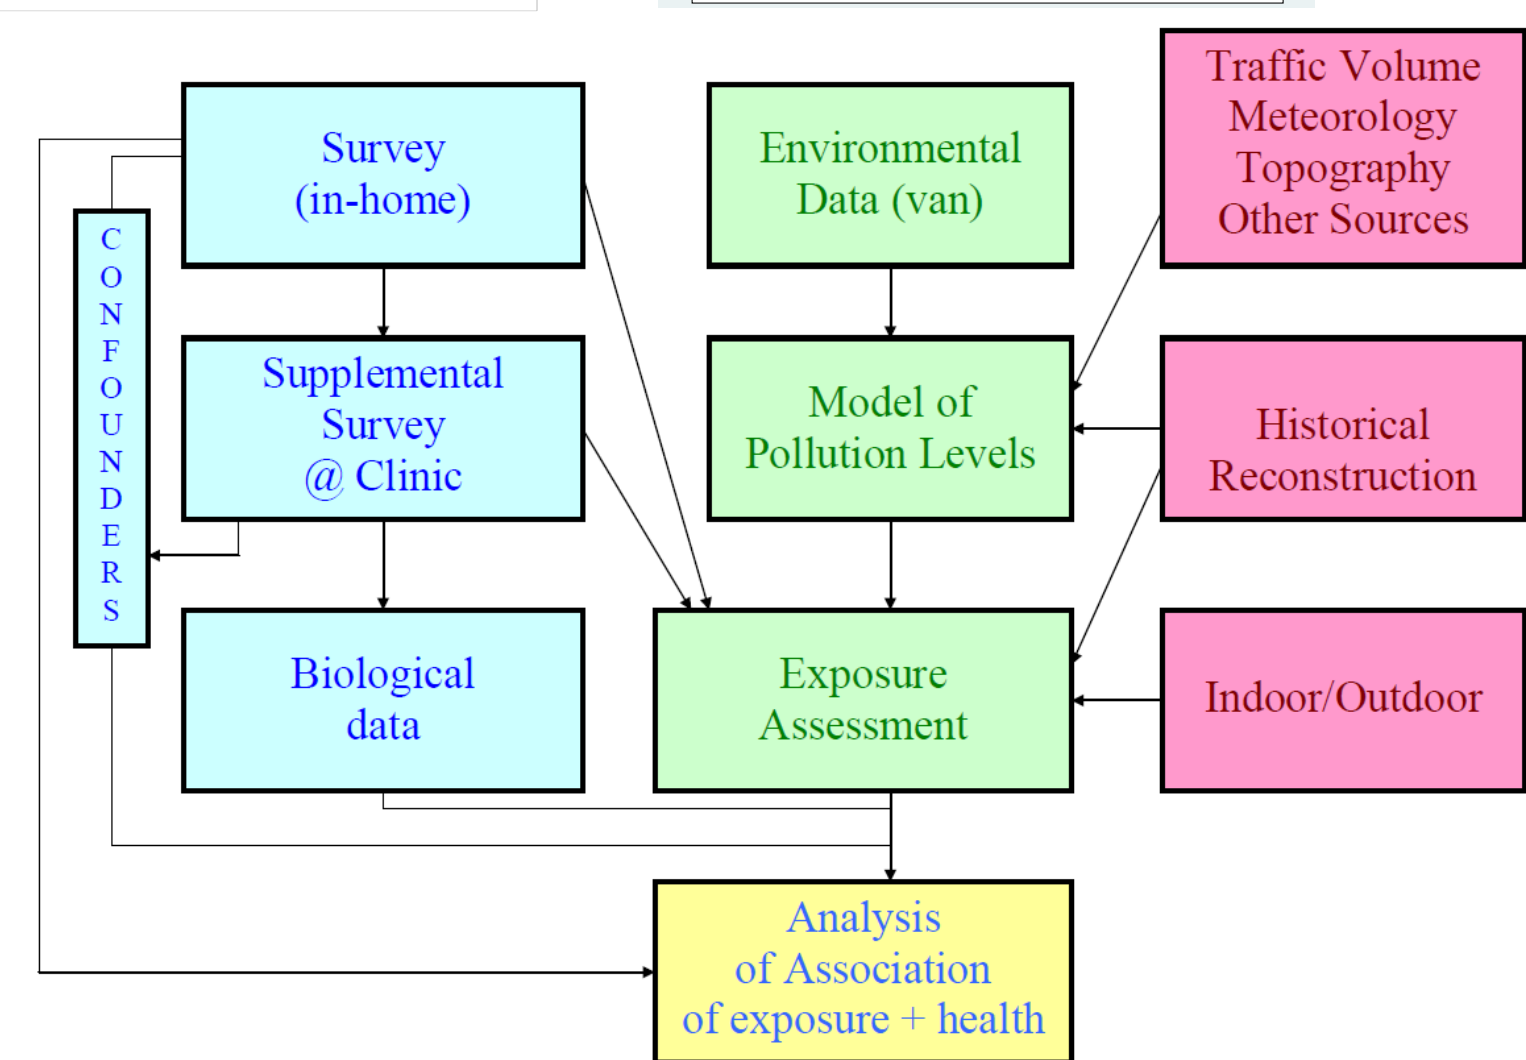 Survey
(in-home)
Environmental
Data (van)
Traffic Volume
Meteorology
Topography
Other Sources
C
O
N
F
O
U
N
D
E
R
S
Supplemental
Survey
@ Clinic
Model of
Pollution Levels
Historical
Reconstruction
Biological
data
Exposure
Assessment
Indoor/Outdoor
Analysis
of Association
of exposure + health